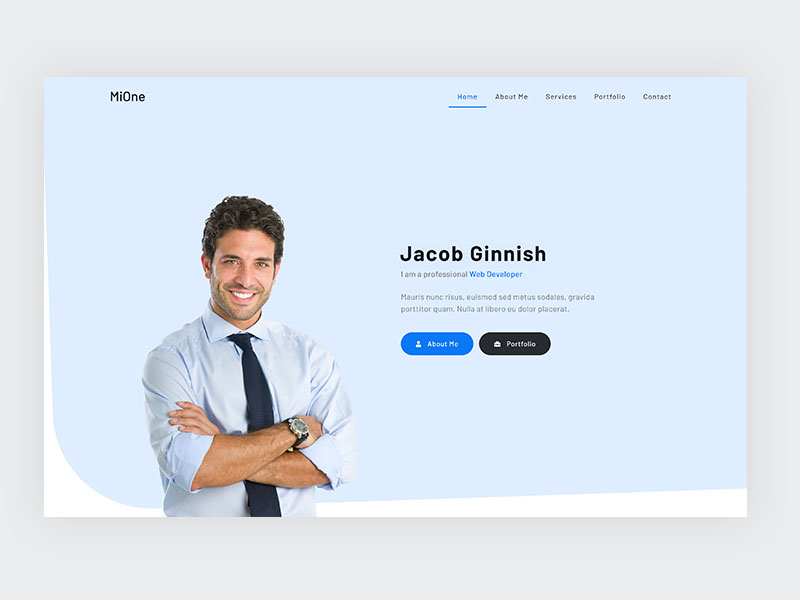 MiOne
Home About Me Services Portfolio Contact
Jacob Ginnish
I am a professional Web Developer
Mauris nunc risus, euismod sed metus sodales, gravida
porttitor quam. Nulla at libero eu dolor placerat.
About Me Portfolio